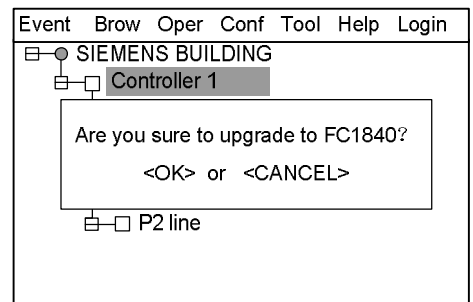 Event Brow Oper Conf Tool Help Login
SIEMENS BUILDING
Controller 1
Are you sure to upgrade to FC1840?
<OK> or <CANCEL>
P2 line